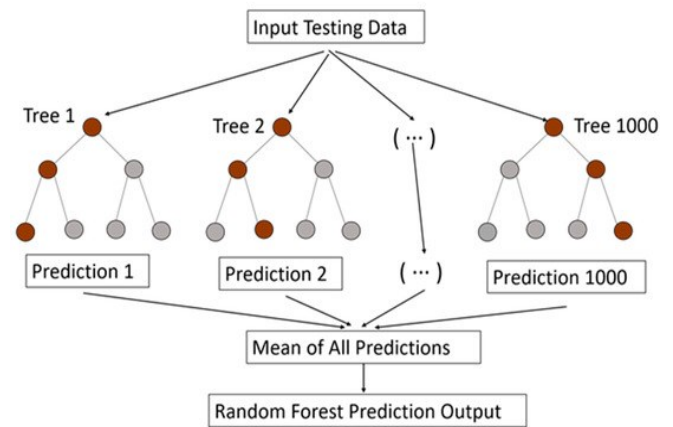 Input Testing Data
Tree 1
Tree 2
(...)
Tree 1000
Prediction 1
Prediction 2
(...)
Prediction 1000
Mean of All Predictions
Random Forest Prediction Output